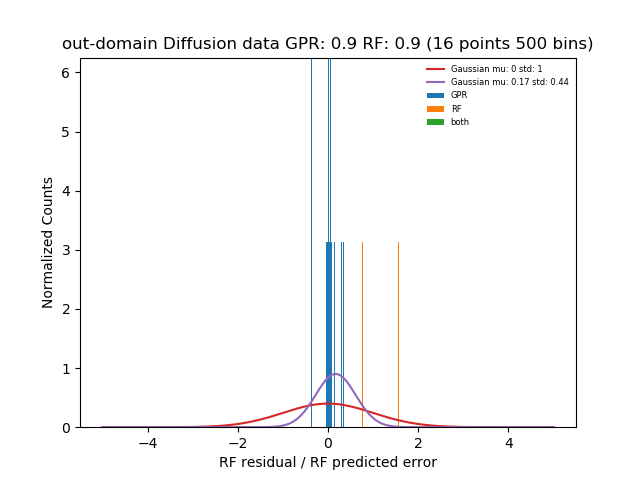 out-domain Diffusion data GPR: 0.9 RF: 0.9 (16 points 500 bins)
Gaussian mu: 0 std: 1
Gaussian mu: 0.17 std: 0.44
GPR
RF
both
Normalized Counts
6
5
4
3
2
1
0
−4
−2
0
2
4
RF residual / RF predicted error